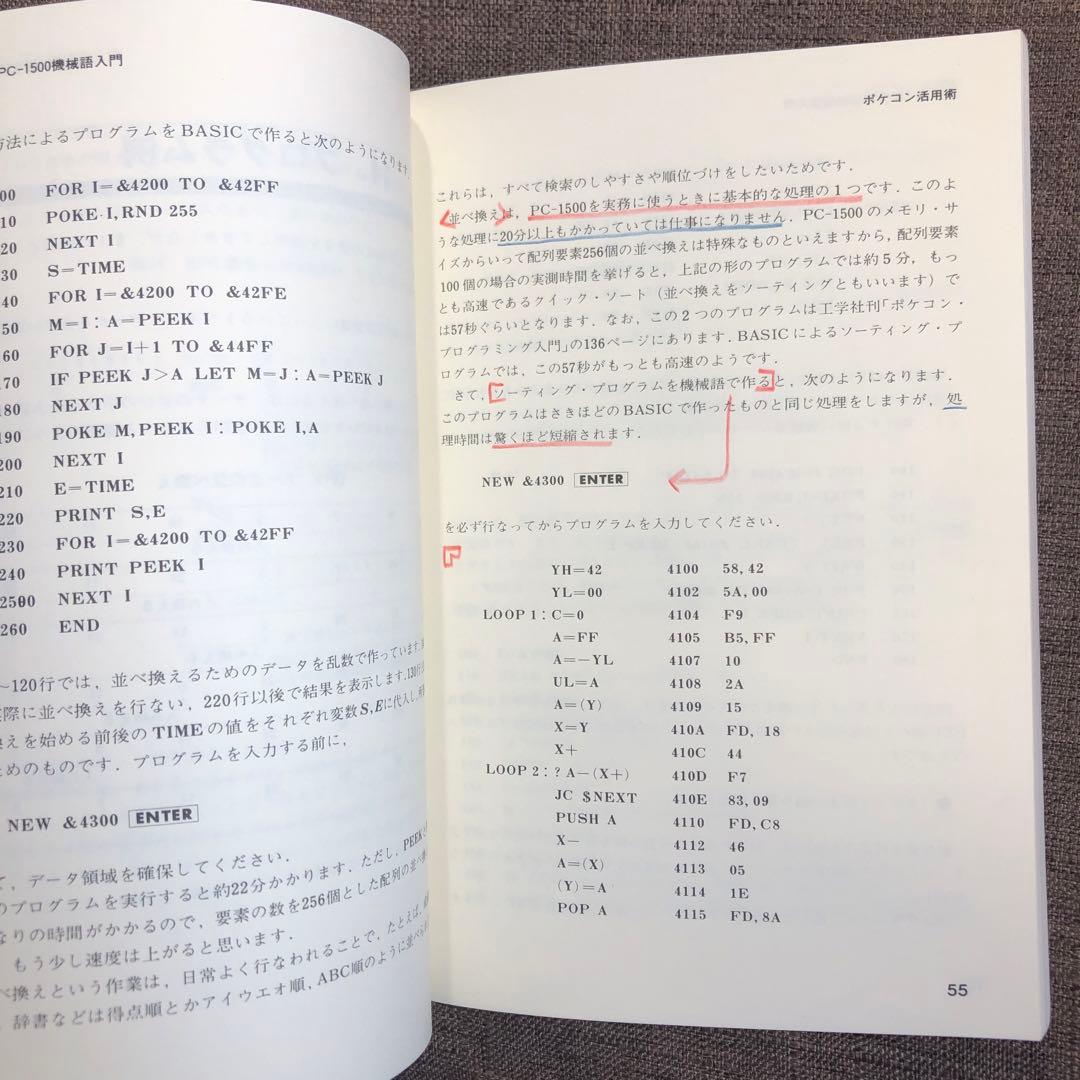 PC-1500機械語入門
方法によるプログラムをBASICで作ると次のようになります.
00 FOR I=&4200 TO &42FF
10 POKE I,RND 255
20 NEXT I
30 S=TIME
40 FOR I=&4200 TO &42FE
50 M=I:A=PEEK I
160 FOR J=I+1 TO &44FF
170 IF PEEK J>A LET M=J:A=PEEK J
180 NEXT J
190 POKE M,PEEK I:POKE I,A
200 NEXT I
210 E=TIME
220 PRINT S,E
230 FOR I=&4200 TO &42FF
240 PRINT PEEK I
2500 NEXT I
260 END
〜120行では,並べ換えるためのデータを乱数で作っています.
実際に並べ換えを行ない,220行以後で結果を表示します.130行
換えを始める前後のTIMEの値をそれぞれ変数S,Eに代入し,
ためのものです.プログラムを入力する前に,
NEW &4300 ENTER
て,データ領域を確保してください.
のプログラムを実行すると約22分かかります.ただし,PEEK
なりの時間がかかるので,要素の数を256個とした配列の並べ
もう少し速度は上がると思います.
べ換えという作業は,日常よく行なわれることで,たとえば,
辞書などは得点順とかアイウエオ順,ABC順のように並べ
ポケコン活用術
これらは,すべて検索のしやすさや順位づけをしたいためです.
〈並べ換え〉は,PC-1500を実務に使うときに基本的な処理の1つです.このよ
うな処理に20分以上もかかっていては仕事になりません.PC-1500のメモリ・サ
イズからいって配列要素256個の並べ換えは特殊なものといえますから,配列要素
100個の場合の実測時間を挙げると,上記の形のプログラムでは約5分,もっ
とも高速であるクイック・ソート(並べ換えをソーティングともいいます)で
は57秒ぐらいとなります.なお,この2つのプログラムは工学社刊「ポケコン・
プログラミング入門」の136ページにあります.BASICによるソーティング・プ
ログラムでは,この57秒がもっとも高速のようです.
さて,ソーティング・プログラムを機械語で作ると,次のようになります.
このプログラムはさきほどのBASICで作ったものと同じ処理をしますが,処
理時間は驚くほど短縮されます.
NEW &4300 ENTER
を必ず行なってからプログラムを入力してください.
YH=42 4100 58,42
YL=00 4102 5A,00
LOOP 1:C=0 4104 F9
A=FF 4105 B5,FF
A=-YL 4107 10
UL=A 4108 2A
A=(Y) 4109 15
X=Y 410A FD,18
X+ 410C 44
LOOP 2:? A-(X+) 410D F7
JC $NEXT 410E 83,09
PUSH A 4110 FD,C8
X- 4112 46
A=(X) 4113 05
(Y)=A 4114 1E
POP A 4115 FD,8A
55